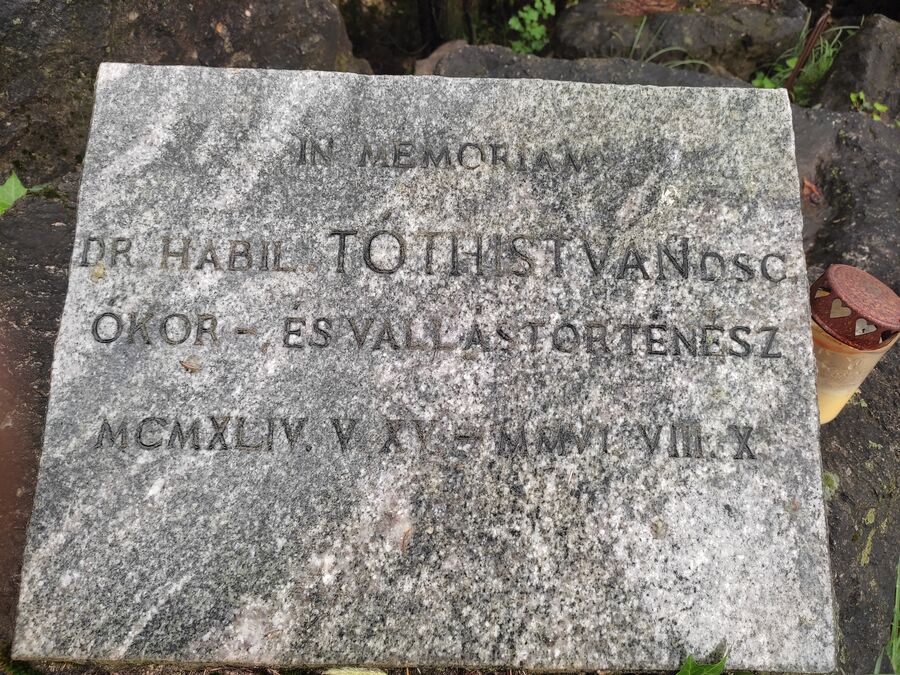 IN MEMORIAM
DR HABIL. TÓTH ISTVÁN DSC
ÓKOR - ÉS VALLÁSTÖRTÉNÉSZ
MCMXLIV. V. XV - MMVI. VIII. X